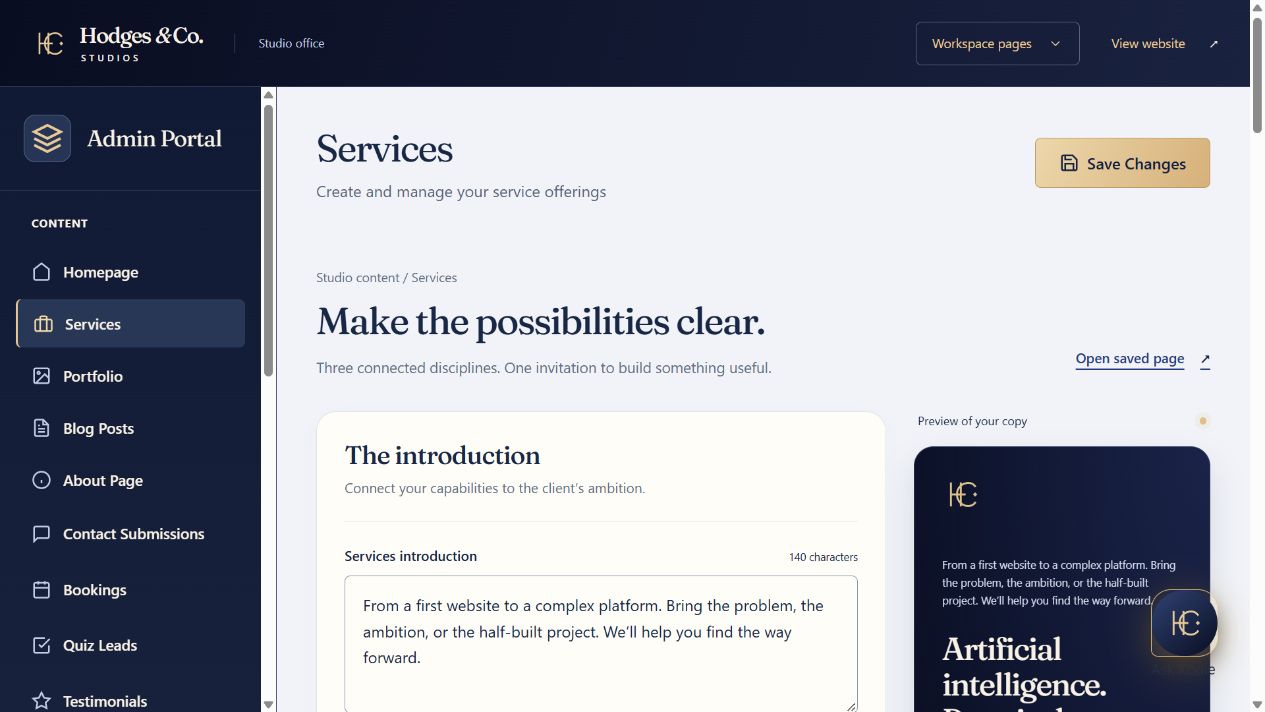 Hodges &Co.
STUDIOS
Studio office
Workspace pages
View website
Admin Portal
CONTENT
Homepage
Services
Portfolio
Blog Posts
About Page
Contact Submissions
Bookings
Quiz Leads
Testimonials
Services
Create and manage your service offerings
Save Changes
Studio content / Services
Make the possibilities clear.
Three connected disciplines. One invitation to build something useful.
Open saved page
The introduction
Connect your capabilities to the client's ambition.
Services introduction
140 characters
From a first website to a complex platform. Bring the problem, the
ambition, or the half-built project. We'll help you find the way
forward.
Preview of your copy
From a first website to a complex platform. Bring
the problem, the ambition, or the half-built
project. We'll help you find the way forward.
Artificial
intelligence.